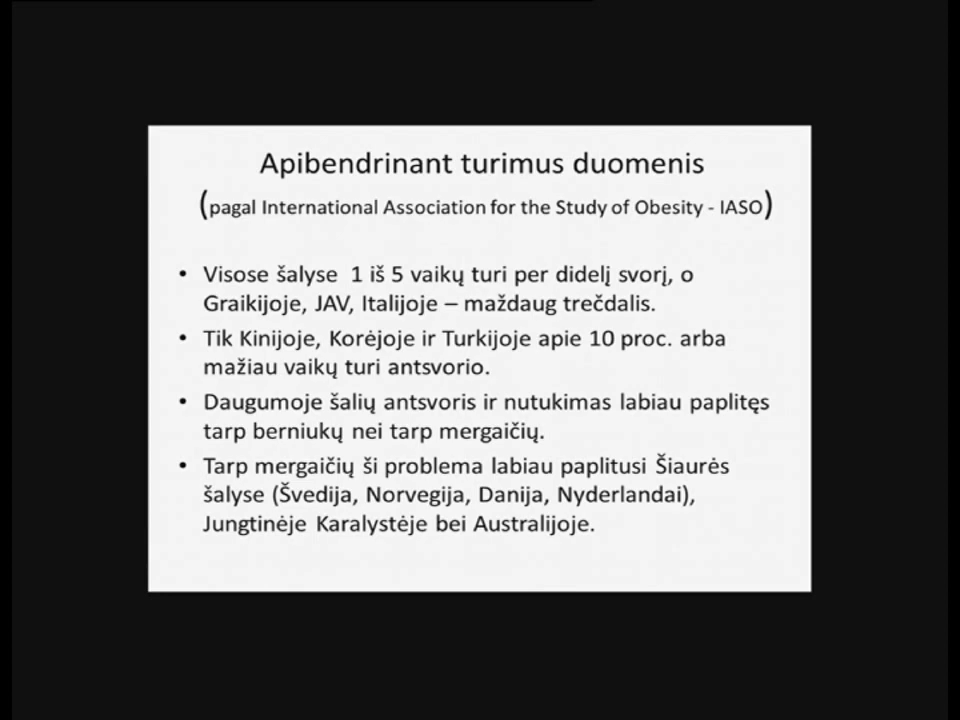 Apibendrinant turimus duomenis
(pagal International Association for the Study of Obesity - IASO)
• Visose šalyse 1 iš 5 vaikų turi per didelį svorį, o
Graikijoje, JAV, Italijoje – maždaug trečdalis.
• Tik Kinijoje, Korėjoje ir Turkijoje apie 10 proc. arba
mažiau vaikų turi antsvorio.
• Daugumoje šalių antsvoris ir nutukimas labiau paplitęs
tarp berniukų nei tarp mergaičių.
• Tarp mergaičių ši problema labiau paplitusi Šiaurės
šalyse (Švedija, Norvegija, Danija, Nyderlandai),
Jungtinėje Karalystėje bei Australijoje.